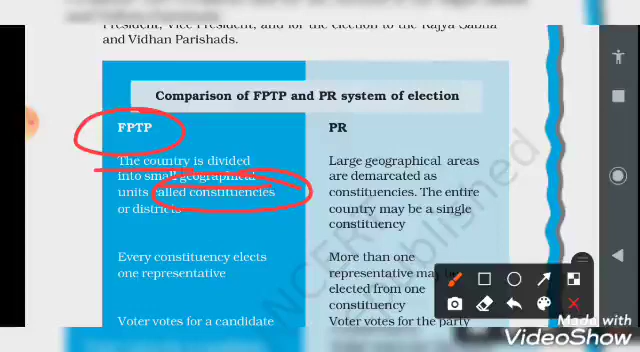 President, Vice President, and for the election to the Rajya Sabha
and Vidhan Parishads.
Comparison of FPTP and PR system of election
FPTP
The country is divided
into small geographical
units called constituencies
or districts
Every constituency elects
one representative
Voter votes for a candidate
PR
Large geographical areas
are demarcated as
constituencies. The entire
country may be a single
constituency
More than one
representative may be
elected from one
constituency
Voter votes for the party
NCERT
published
Made with
VideoShow